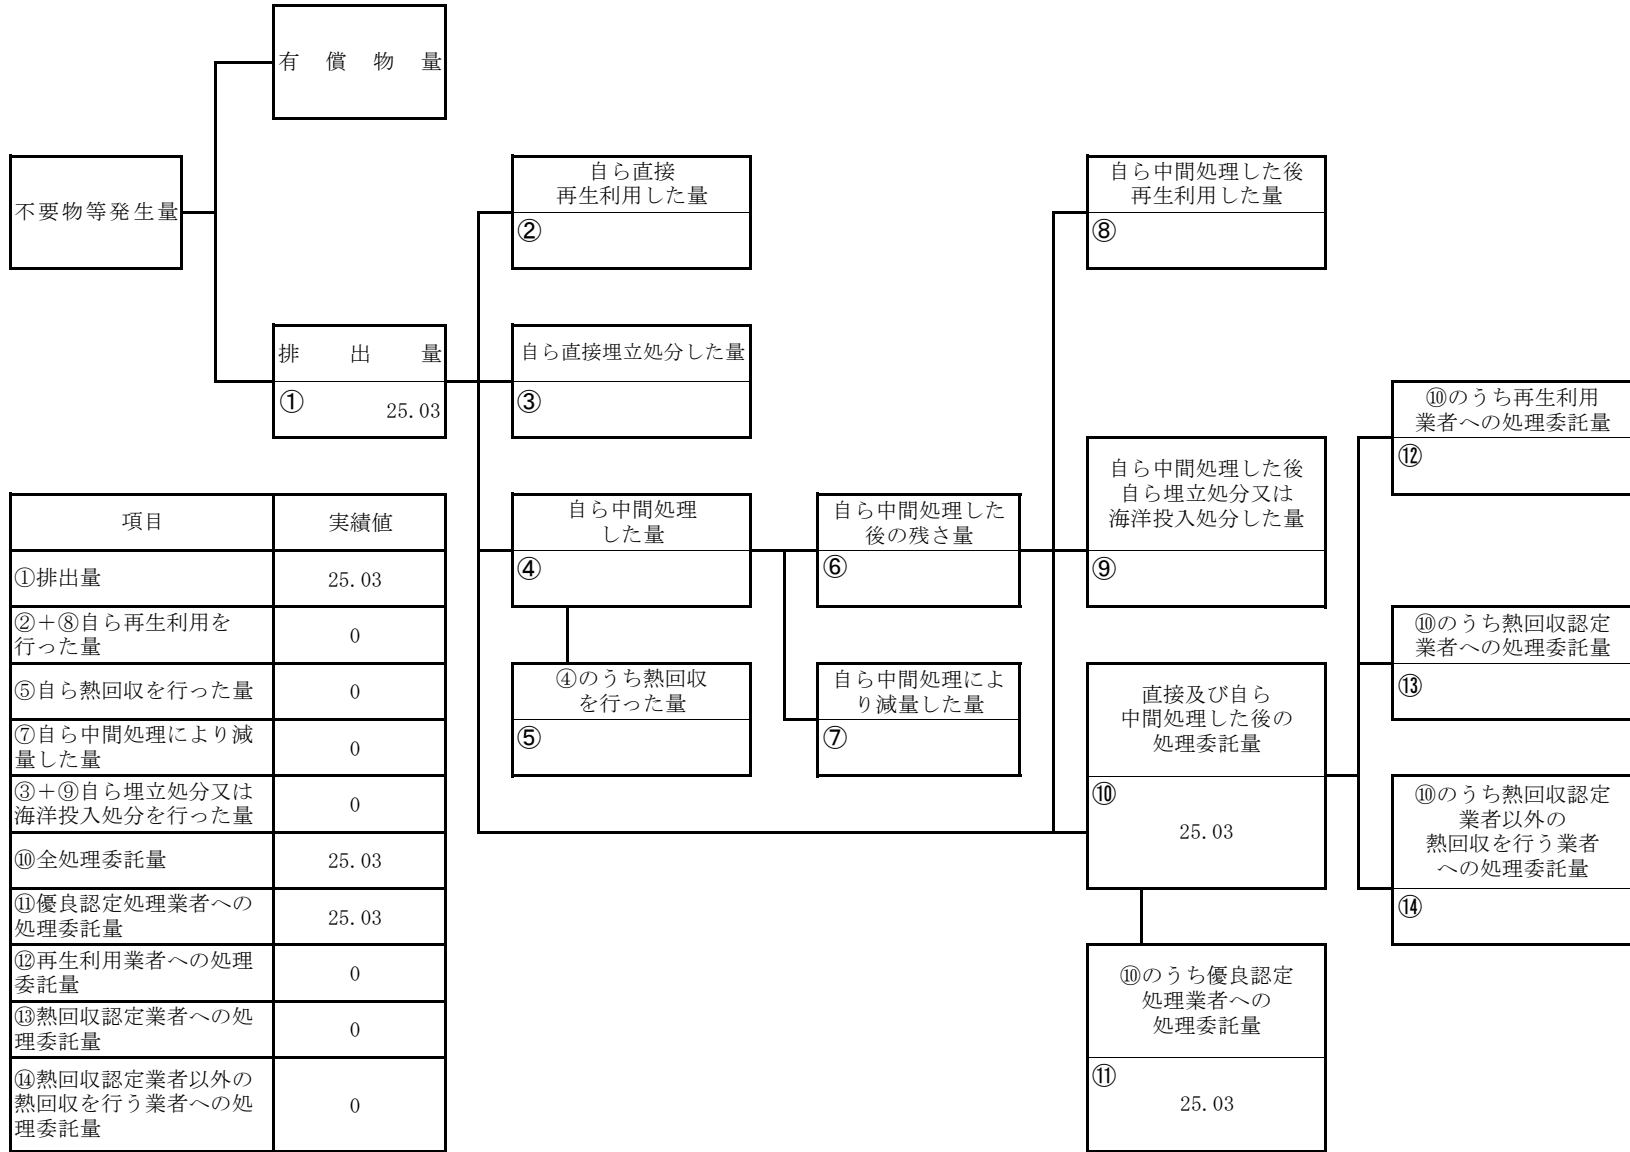 有償物量
不要物等発生量
排出量
①
25.03
自ら直接
再生利用した量
②
自ら直接埋立処分した量
③
自ら中間処理
した量
④
④のうち熱回収
を行った量
⑤
自ら中間処理した
後の残さ量
⑥
自ら中間処理によ
り減量した量
⑦
自ら中間処理した後
再生利用した量
⑧
自ら中間処理した後
自ら埋立処分又は
海洋投入処分した量
⑨
直接及び自ら
中間処理した後の
処理委託量
⑩
25.03
⑩のうち優良認定
処理業者への
処理委託量
⑪
25.03
⑩のうち再生利用
業者への処理委託量
⑫
⑩のうち熱回収認定
業者への処理委託量
⑬
⑩のうち熱回収認定
業者以外の
熱回収を行う業者
への処理委託量
⑭
項目 実績値
①排出量 25.03
②+⑧自ら再生利用を
行った量 0
⑤自ら熱回収を行った量 0
⑦自ら中間処理により減
量した量 0
③+⑨自ら埋立処分又は
海洋投入処分を行った量 0
⑩全処理委託量 25.03
⑪優良認定処理業者への
処理委託量 25.03
⑫再生利用業者への処理
委託量 0
⑬熱回収認定業者への処
理委託量 0
⑭熱回収認定業者以外の
熱回収を行う業者への処
理委託量 0